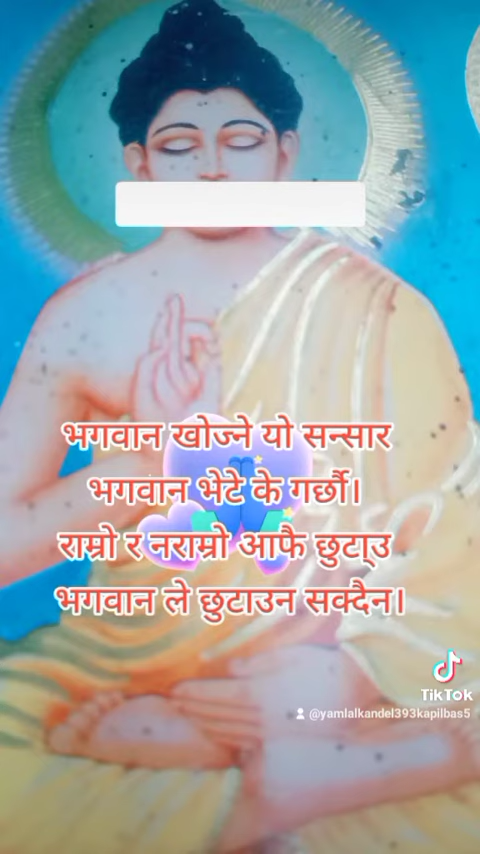 भगवान खोज्ने यो सन्सार
भगवान भेटे के गर्छौ।
राम्रो र नराम्रो आफै छुटा्उ
भगवान ले छुटाउन सक्दैन।
TikTok
@yamlalkandel393kapilbas5